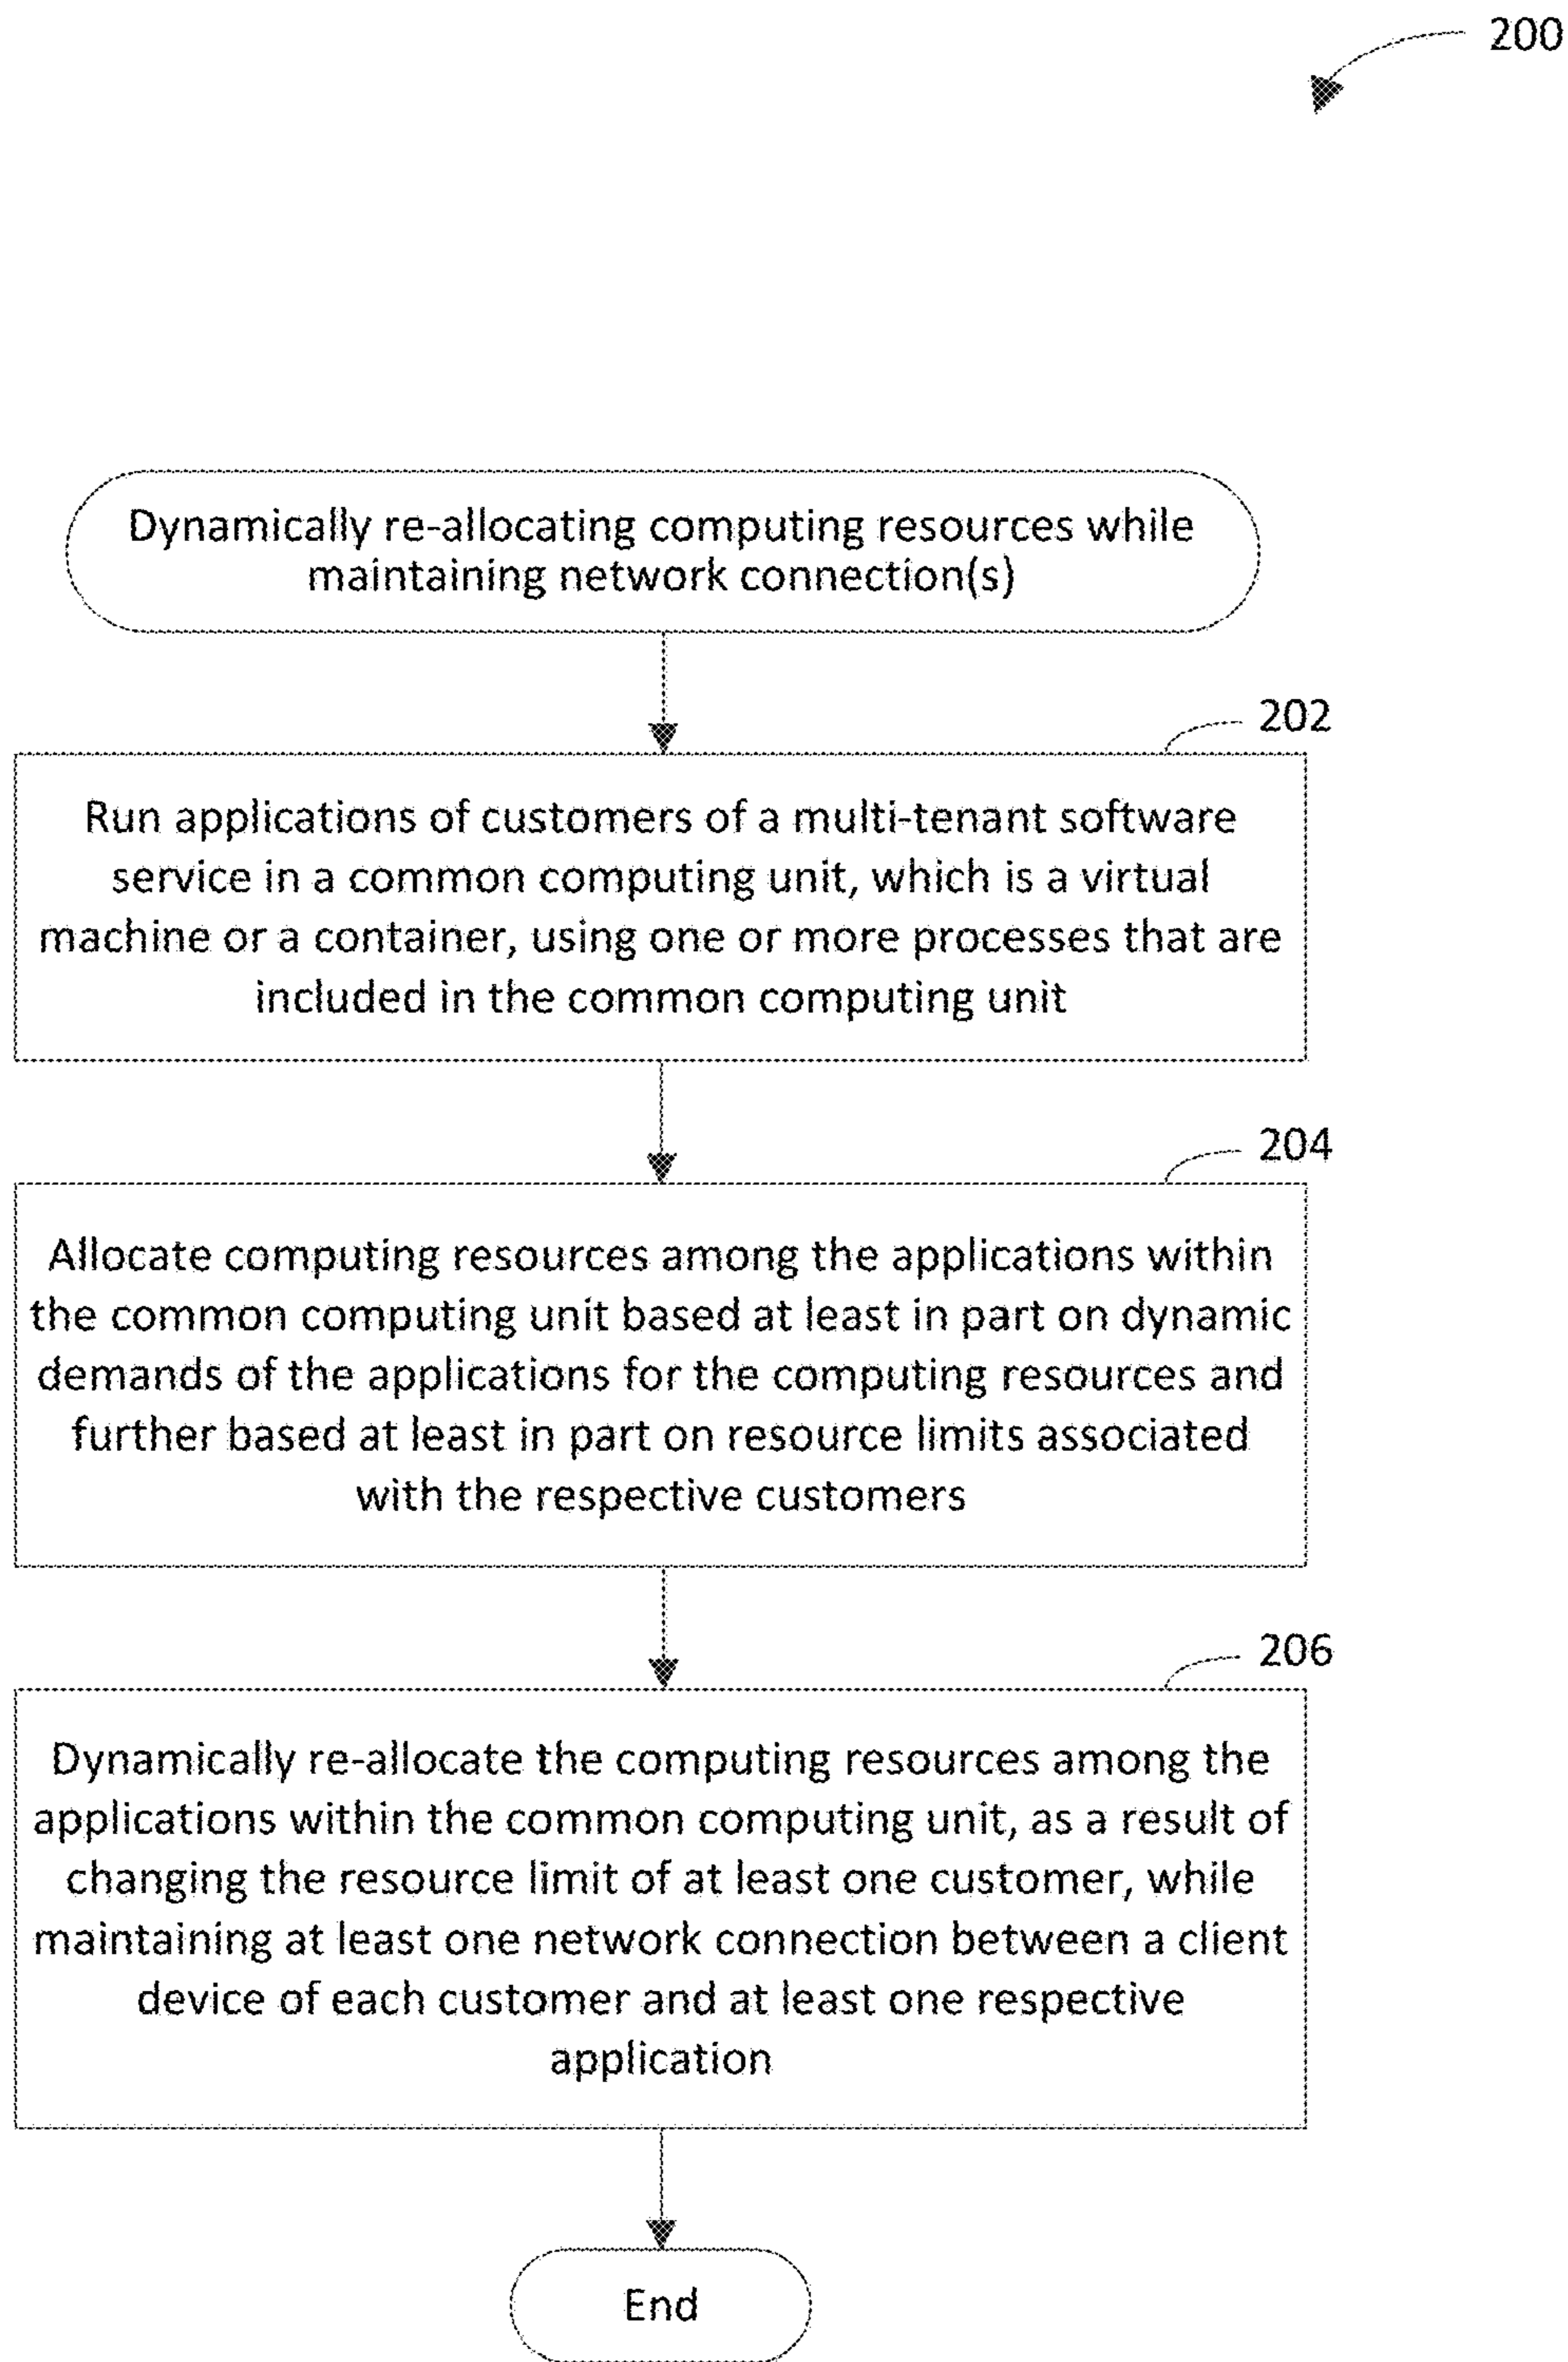 200
Dynamically re-allocating computing resources while
maintaining network connection(s)
202
Run applications of customers of a multi-tenant software
service in a common computing unit, which is a virtual
machine or a container, using one or more processes that are
included in the common computing unit
204
Allocate computing resources among the applications within
the common computing unit based at least in part on dynamic
demands of the applications for the computing resources and
further based at least in part on resource limits associated
with the respective customers
206
Dynamically re-allocate the computing resources among the
applications within the common computing unit, as a result of
changing the resource limit of at least one customer, while
maintaining at least one network connection between a client
device of each customer and at least one respective
application
End